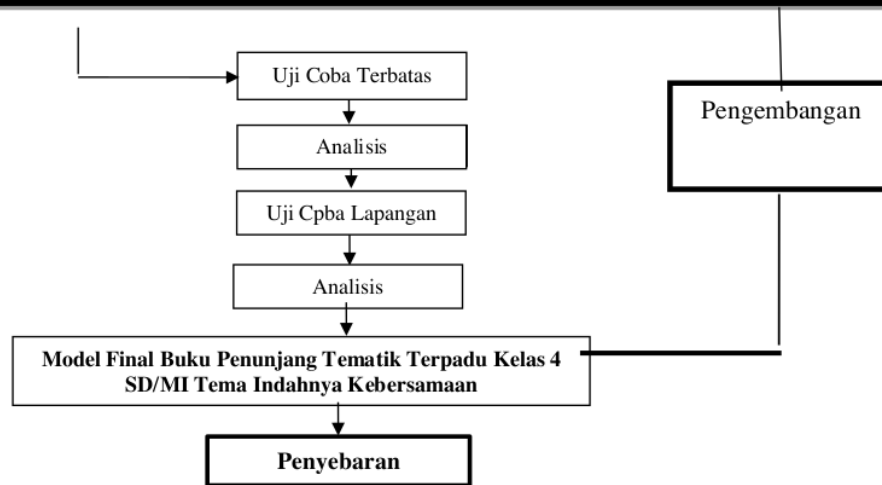 Uji Coba Terbatas
Pengembangan
Analisis
Uji Cpba Lapangan
Analisis
Model Final Buku Penunjang Tematik Terpadu Kelas 4
SD/MI Tema Indahnya Kebersamaan
Penyebaran